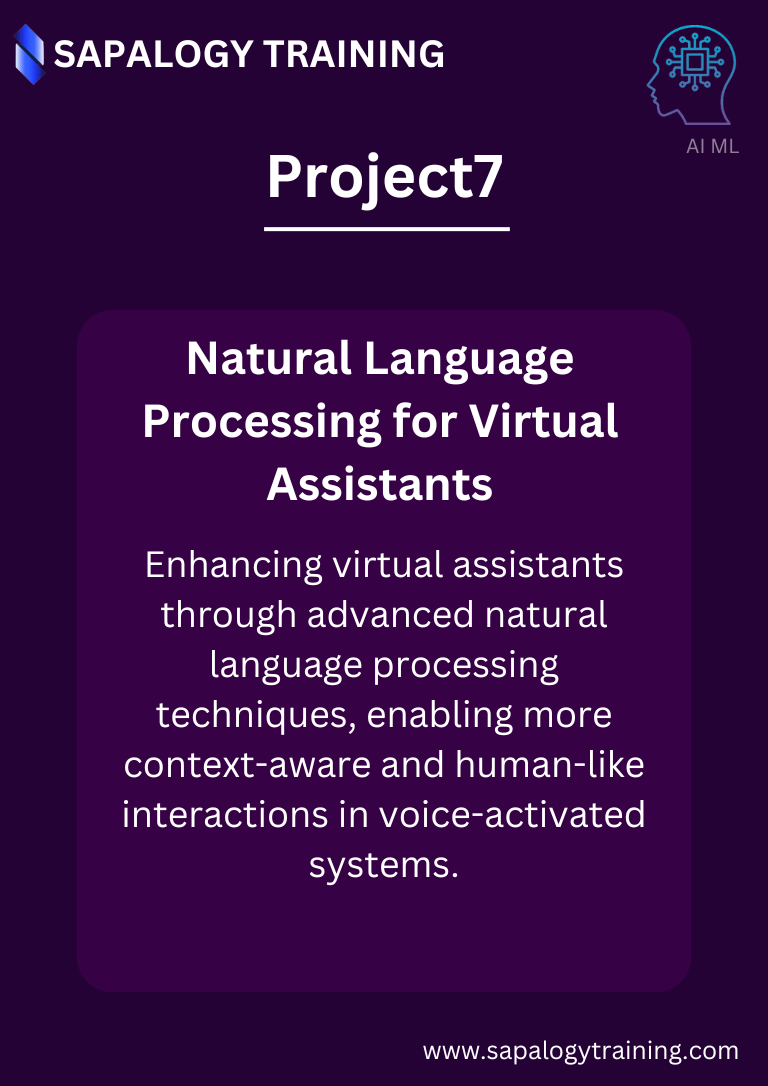 SAPALOGY TRAINING
AI ML
Project7
Natural Language
Processing for Virtual
Assistants
Enhancing virtual assistants
through advanced natural
language processing
techniques, enabling more
context-aware and human-like
interactions in voice-activated
systems.
www.sapalogytraining.com